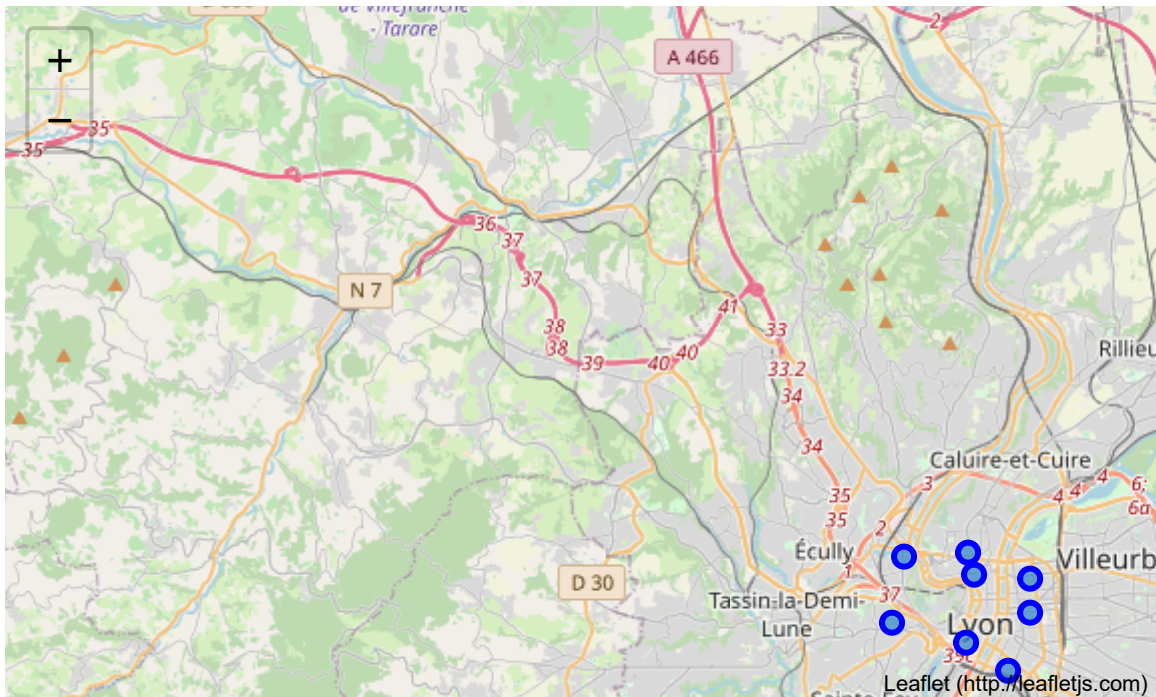 de Villefranche
- Tarare
2
A 466
+
−
35
35
36
37
37
N 7
38
38
39
40
40
41
33
33.2
34
34
35
35
Rillieu
Caluire-et-Cuire
3
4
4
4
6;
6a
2
Écully
1
Villeurb
D 30
Tassin-la-Demi-
Lune
37
Lyon
Leaflet (http://leafletjs.com)